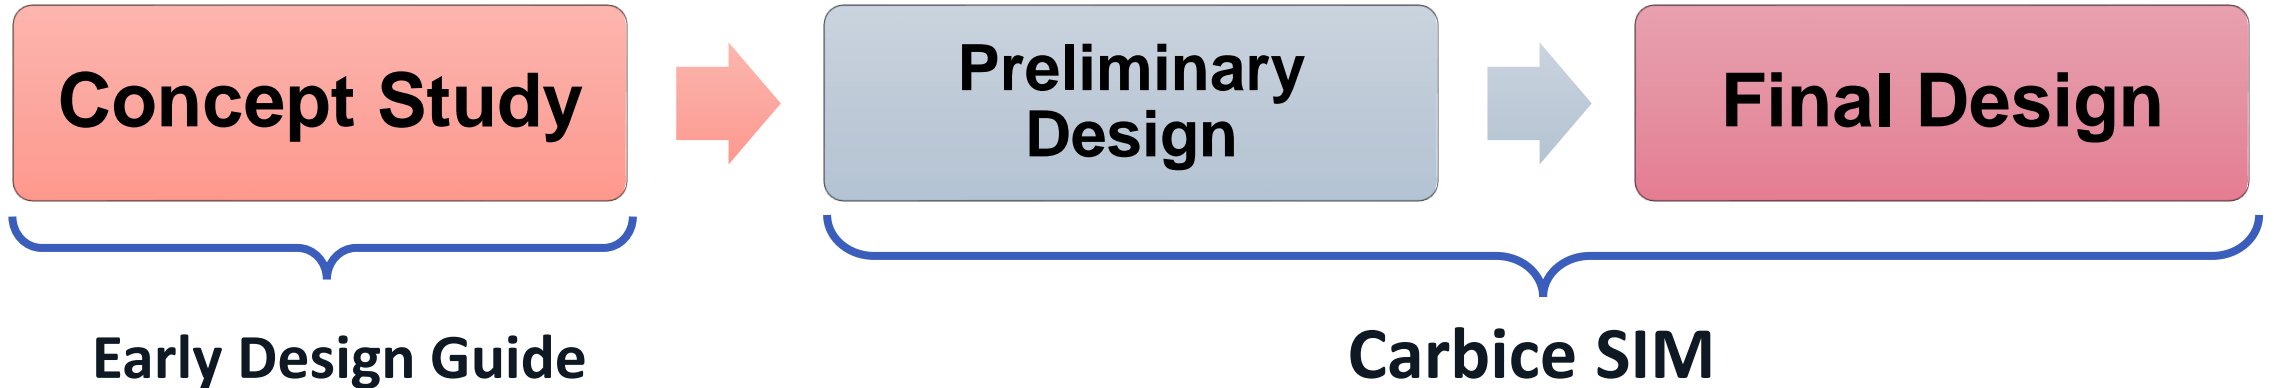 Concept Study
Preliminary
Design
Final Design
Early Design Guide
Carbice SIM